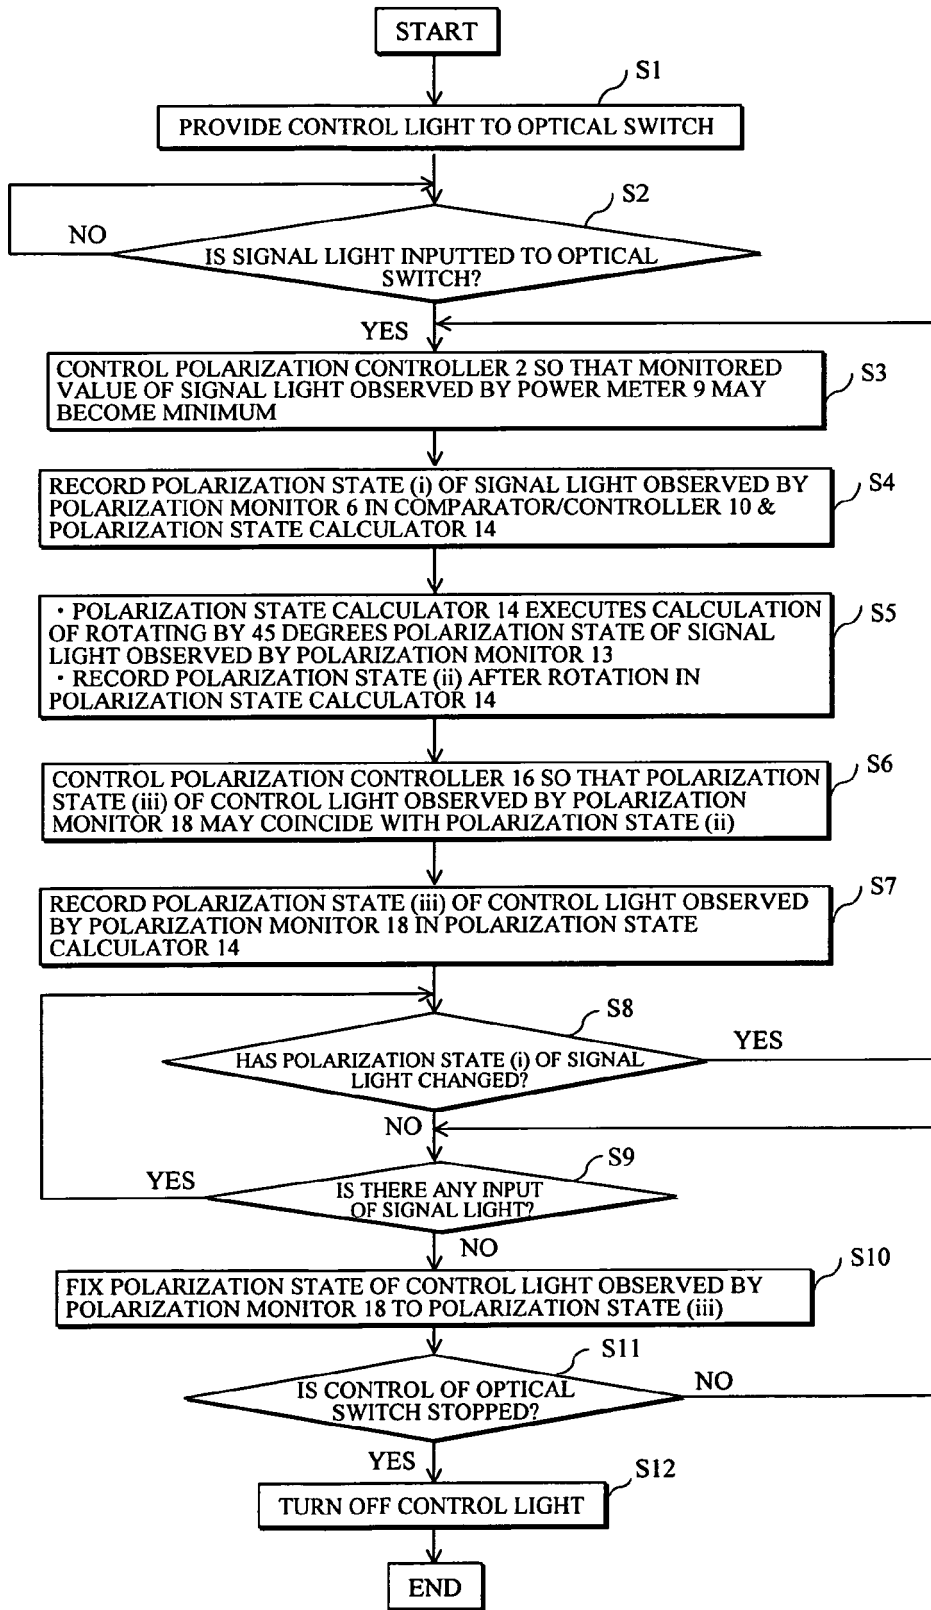 START
S1
PROVIDE CONTROL LIGHT TO OPTICAL SWITCH
S2
NO
IS SIGNAL LIGHT INPUTTED TO OPTICAL
SWITCH?
YES
CONTROL POLARIZATION CONTROLLER 2 SO THAT MONITORED
VALUE OF SIGNAL LIGHT OBSERVED BY POWER METER 9 MAY
BECOME MINIMUM
S3
RECORD POLARIZATION STATE (i) OF SIGNAL LIGHT OBSERVED BY
POLARIZATION MONITOR 6 IN COMPARATOR/CONTROLLER 10 &
POLARIZATION STATE CALCULATOR 14
S4
・POLARIZATION STATE CALCULATOR 14 EXECUTES CALCULATION
OF ROTATING BY 45 DEGREES POLARIZATION STATE OF SIGNAL
LIGHT OBSERVED BY POLARIZATION MONITOR 13
・RECORD POLARIZATION STATE (ii) AFTER ROTATION IN
POLARIZATION STATE CALCULATOR 14
S5
CONTROL POLARIZATION CONTROLLER 16 SO THAT POLARIZATION
STATE (iii) OF CONTROL LIGHT OBSERVED BY POLARIZATION
MONITOR 18 MAY COINCIDE WITH POLARIZATION STATE (ii)
S6
RECORD POLARIZATION STATE (iii) OF CONTROL LIGHT OBSERVED
BY POLARIZATION MONITOR 18 IN POLARIZATION STATE
CALCULATOR 14
S7
S8
HAS POLARIZATION STATE (i) OF SIGNAL
LIGHT CHANGED?
YES
NO
S9
YES
IS THERE ANY INPUT
OF SIGNAL LIGHT?
NO
S10
FIX POLARIZATION STATE OF CONTROL LIGHT OBSERVED BY
POLARIZATION MONITOR 18 TO POLARIZATION STATE (iii)
S11
IS CONTROL OF OPTICAL
SWITCH STOPPED?
NO
YES
S12
TURN OFF CONTROL LIGHT
END